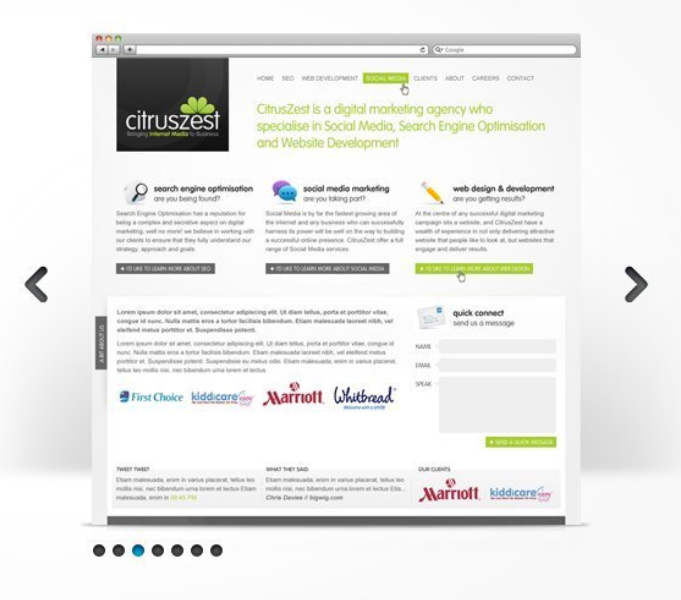 Google
HOME SEO WEB DEVELOPMENT SOCIAL MEDIA CLIENTS ABOUT CAREERS CONTACT
citruszest
Bringing Internet Media to Business
CitrusZest is a digital marketing agency who
specialise in Social Media, Search Engine Optimisation
and Website Development
search engine optimisation
are you being found?
Search Engine Optimisation has a reputation for
being a complex and secretive aspect on digital
marketing, well no more! we believe in working with
our clients to ensure that they fully understand our
strategy, approach and goals.
+ I'D LIKE TO LEARN MORE ABOUT SEO
social media marketing
are you taking part?
Social Media is by far the fastest growing area of
the internet and any business who can successfully
harness its power will be well on the way to building
a successful online presence. CitrusZest offer a full
range of Social Media services.
+ I'D LIKE TO LEARN MORE ABOUT SOCIAL MEDIA
web design & development
are you getting results?
At the centre of any successful digital marketing
campaign sits a website, and CitrusZest have a
wealth of experience in not only delivering attractive
website that people like to look at, but websites that
engage and deliver results.
+ I'D LIKE TO LEARN MORE ABOUT WEB DESIGN
A BIT ABOUT US
Lorem ipsum dolor sit amet, consectetur adipiscing elit. Ut diam tellus, porta et porttitor vitae,
congue id nunc. Nulla mattis eros a tortor facilisis bibendum. Etiam malesuada laoreet nibh, vel
eleifend metus porttitor et. Suspendisse potenti.
Lorem ipsum dolor sit amet, consectetur adipiscing elit. Ut diam tellus, porta et porttitor vitae, congue id
nunc. Nulla mattis eros a tortor facilisis bibendum. Etiam malesuada laoreet nibh, vel eleifend metus
porttitor et. Suspendisse potenti. Suspendisse eu metus odio. Etiam malesuada, enim in varius placerat,
tellus leo mollis nisi, nec bibendum urna lorem et lectus
First Choice
kiddicare.com
Marriott
Whitbread
quick connect
send us a message
NAME
EMAIL
SPEAK
+ SEND A QUICK MESSAGE
TWEET TWEET
Etiam malesuada, enim in varius placerat, tellus leo
mollis nisi, nec bibendum urna lorem et lectus Etiam
malesuada, enim in
WHAT THEY SAID
Etiam malesuada, enim in varius placerat, tellus leo
mollis nisi, nec bibendum urna lorem et lectus Etia...
Chris Davies // bigwig.com
OUR CLIENTS
Marriott
kiddicare.com